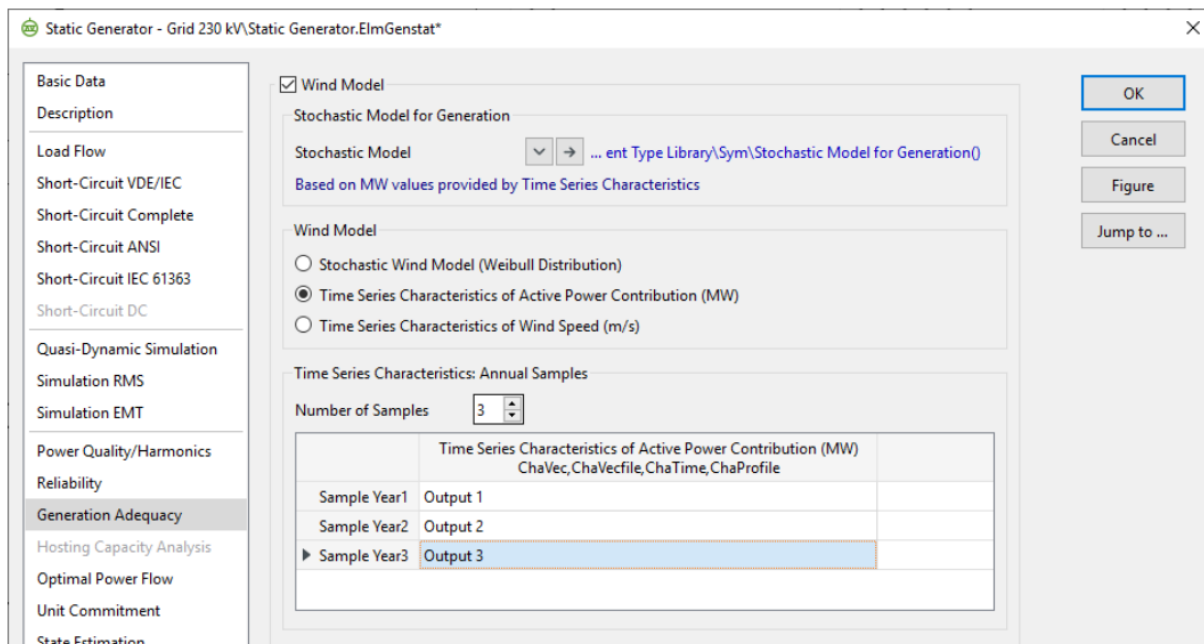 Static Generator - Grid 230 kV\Static Generator.ElmGenstat*
Basic Data
Description
Load Flow
Short-Circuit VDE/IEC
Short-Circuit Complete
Short-Circuit ANSI
Short-Circuit IEC 61363
Short-Circuit DC
Quasi-Dynamic Simulation
Simulation RMS
Simulation EMT
Power Quality/Harmonics
Reliability
Generation Adequacy
Hosting Capacity Analysis
Optimal Power Flow
Unit Commitment
State Estimation
Wind Model
Stochastic Model for Generation
Stochastic Model ... ent Type Library\Sym\Stochastic Model for Generation()
Based on MW values provided by Time Series Characteristics
Wind Model
Stochastic Wind Model (Weibull Distribution)
Time Series Characteristics of Active Power Contribution (MW)
Time Series Characteristics of Wind Speed (m/s)
Time Series Characteristics: Annual Samples
Number of Samples 3
Time Series Characteristics of Active Power Contribution (MW)
ChaVec,ChaVecfile,ChaTime,ChaProfile
Sample Year1 Output 1
Sample Year2 Output 2
Sample Year3 Output 3
OK
Cancel
Figure
Jump to ...